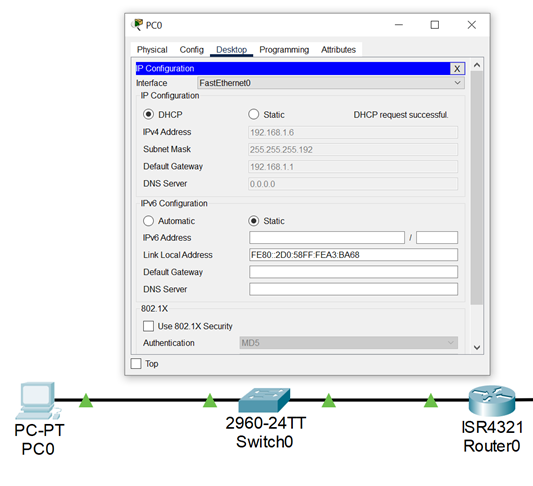 PC0
Physical Config Desktop Programming Attributes
IP Configuration X
Interface FastEthernet0
IP Configuration
DHCP Static DHCP request successful.
IPv4 Address 192.168.1.6
Subnet Mask 255.255.255.192
Default Gateway 192.168.1.1
DNS Server 0.0.0.0
IPv6 Configuration
Automatic Static
IPv6 Address /
Link Local Address FE80::2D0:58FF:FEA3:BA68
Default Gateway
DNS Server
802.1X
Use 802.1X Security
Authentication MD5
Top
PC-PT
PC0
2960-24TT
Switch0
ISR4321
Router0